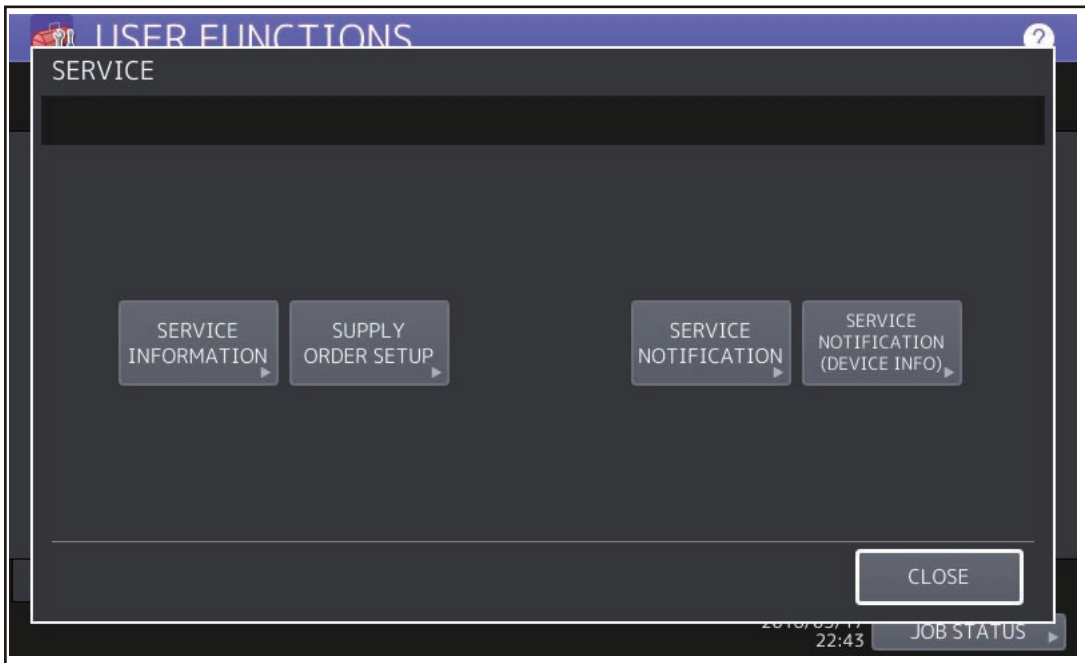 USER FUNCTIONS
?
SERVICE
SERVICE
INFORMATION
SUPPLY
ORDER SETUP
SERVICE
NOTIFICATION
SERVICE
NOTIFICATION
(DEVICE INFO)
CLOSE
22:43
JOB STATUS